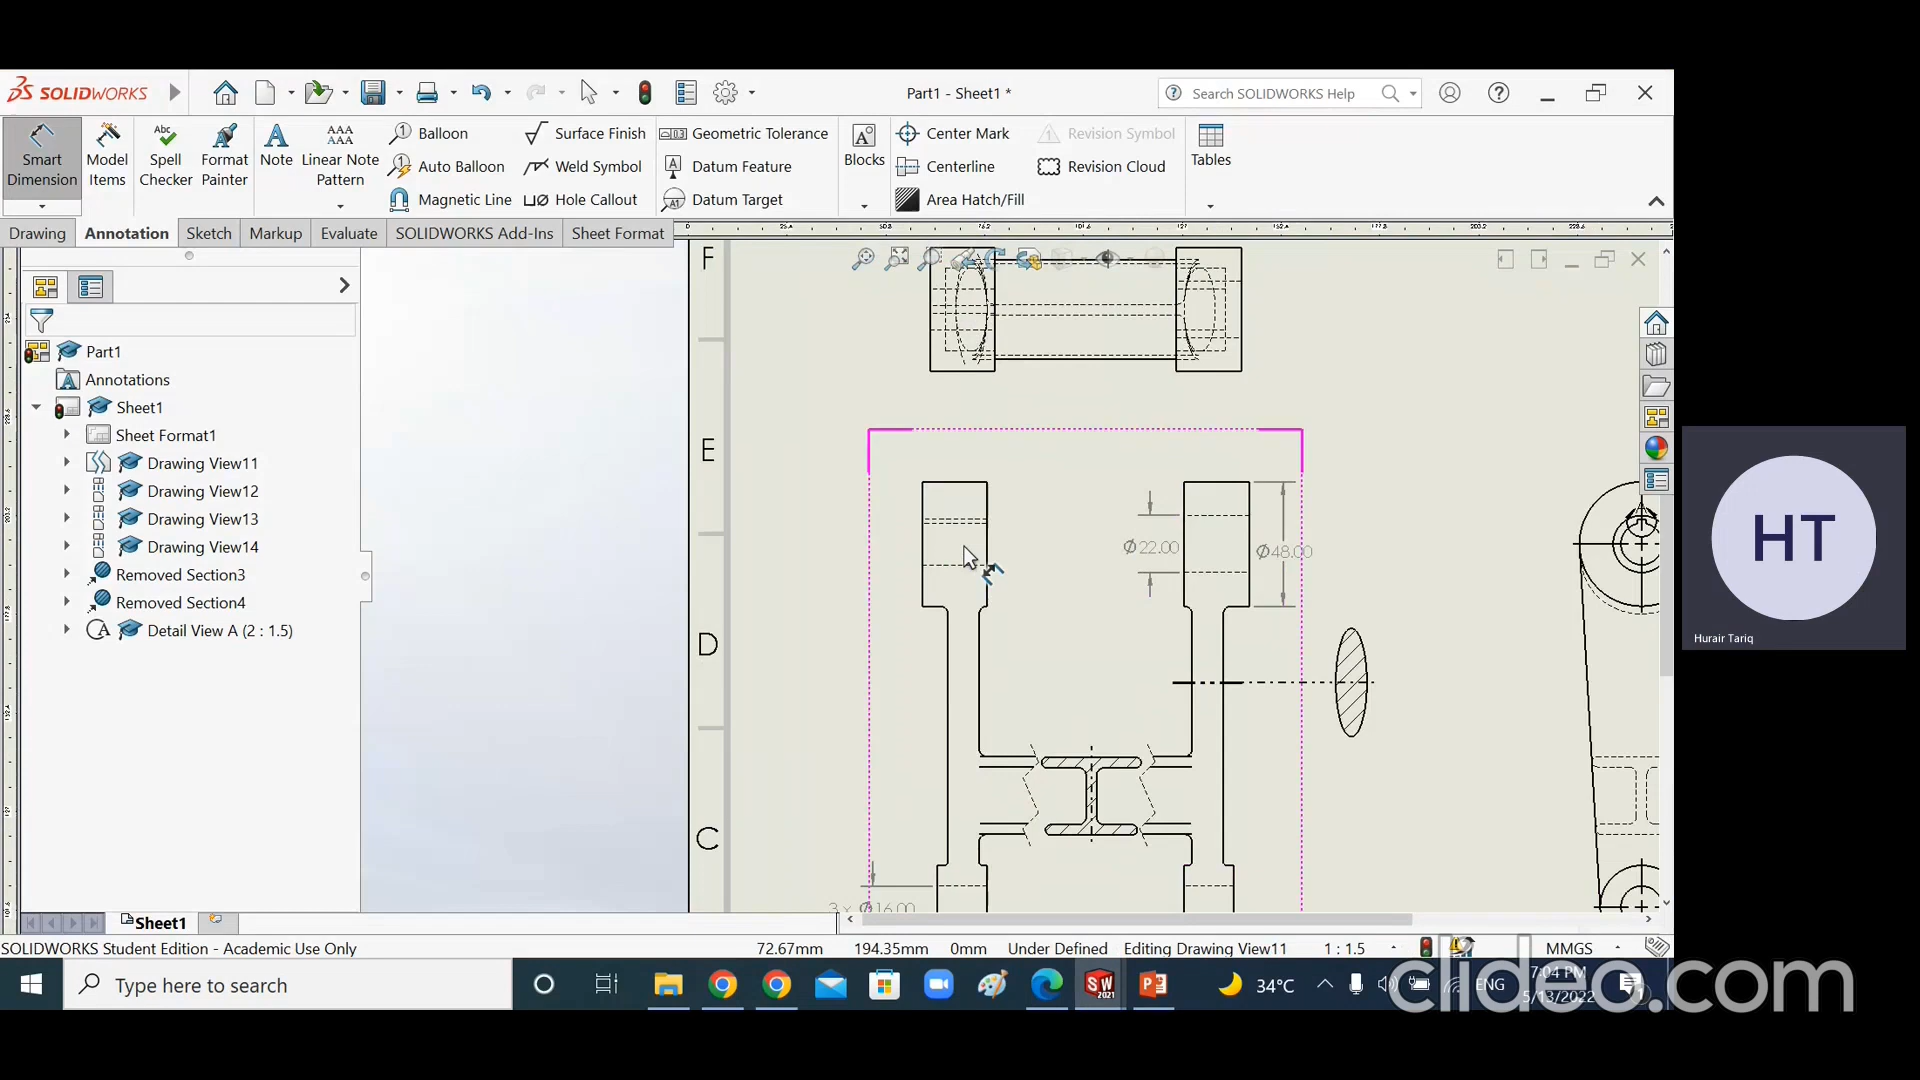 SOLIDWORKS
Part1 - Sheet1 *
Search SOLIDWORKS Help
Smart Dimension
Model Items
Spell Checker
Format Painter
Note
Linear Note Pattern
Balloon
Auto Balloon
Magnetic Line
Surface Finish
Weld Symbol
Hole Callout
Geometric Tolerance
Datum Feature
Datum Target
Blocks
Center Mark
Centerline
Area Hatch/Fill
Revision Symbol
Revision Cloud
Tables
Drawing
Annotation
Sketch
Markup
Evaluate
SOLIDWORKS Add-Ins
Sheet Format
Part1
Annotations
Sheet1
Sheet Format1
Drawing View11
Drawing View12
Drawing View13
Drawing View14
Removed Section3
Removed Section4
Detail View A (2 : 1.5)
F
E
D
C
Ø22.00
Ø48.00
3 x Ø16.00
HT
Hurair Tariq
Sheet1
SOLIDWORKS Student Edition - Academic Use Only
72.67mm
194.35mm
0mm
Under Defined
Editing Drawing View11
1 : 1.5
MMGS
Type here to search
34°C
ENG
7:04 PM
5/13/2022
clideo.com